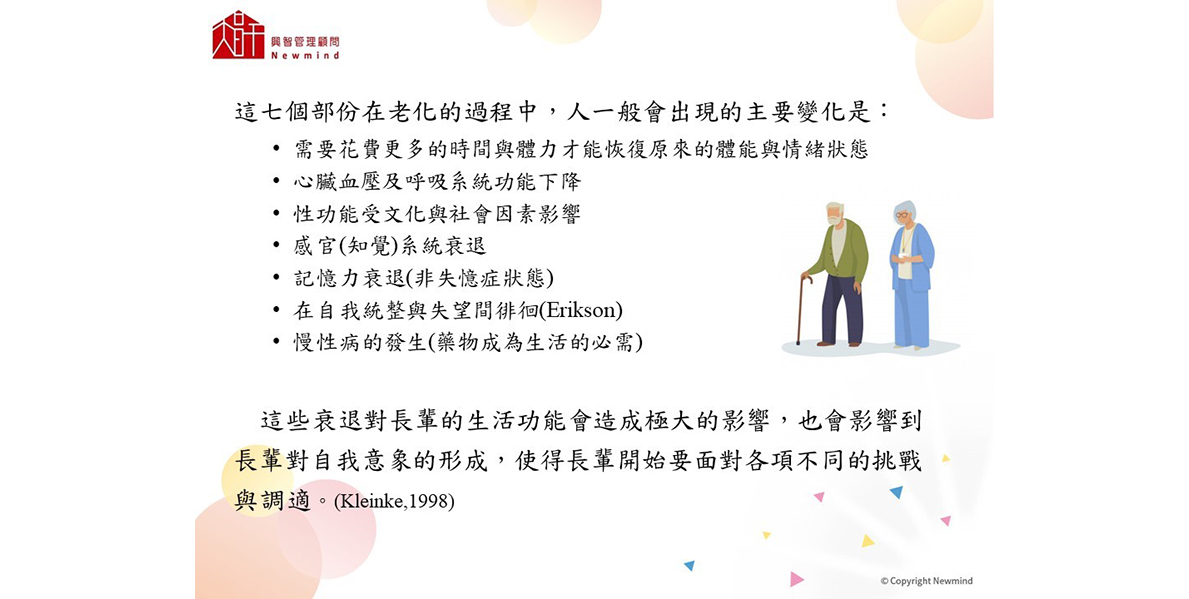 興智管理顧問
Newmind
這七個部份在老化的過程中，人一般會出現的主要變化是：
• 需要花費更多的時間與體力才能恢復原來的體能與情緒狀態
• 心臟血壓及呼吸系統功能下降
• 性功能受文化與社會因素影響
• 感官(知覺)系統衰退
• 記憶力衰退(非失憶症狀態)
• 在自我統整與失望間徘徊(Erikson)
• 慢性病的發生(藥物成為生活的必需)
這些衰退對長輩的生活功能會造成極大的影響，也會影響到
長輩對自我意象的形成，使得長輩開始要面對各項不同的挑戰
與調適。(Kleinke,1998)
© Copyright Newmind